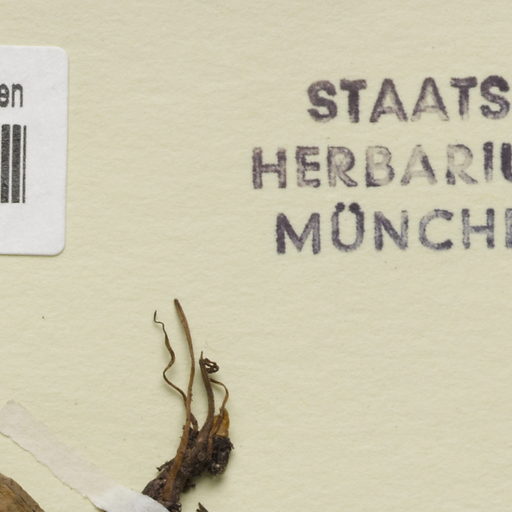 en
STAATS
HERBARIU
MÜNCHE